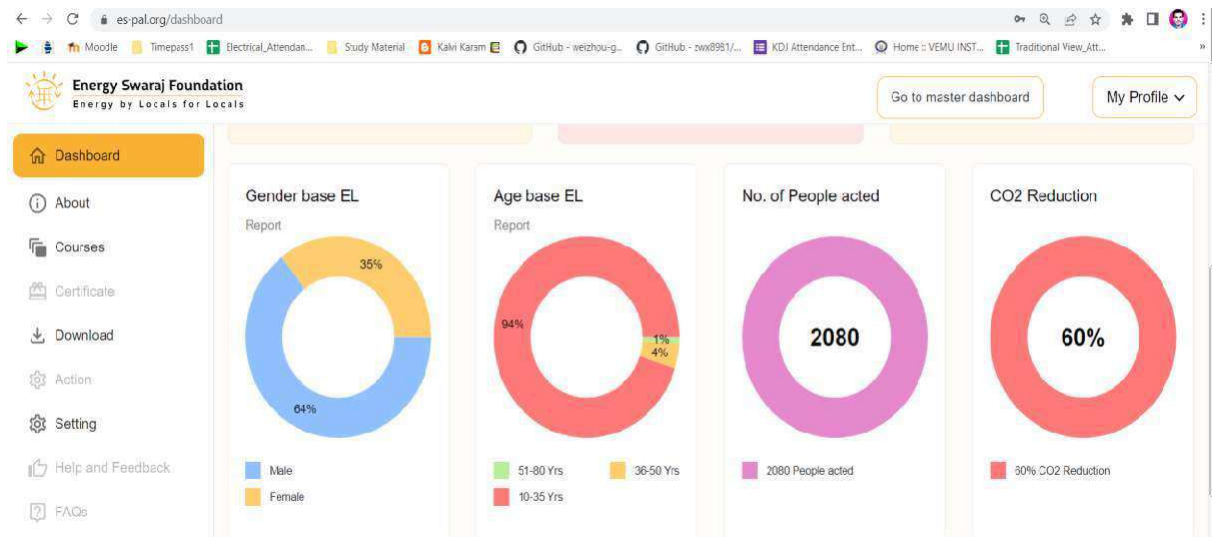 es-pal.org/dashboard
Moodle Timepass1 Electrical_Attendan... Study Material Kalvi Karam GitHub - weizhou-g... GitHub - zwx8981/... KDJ Attendance Ent... Home :: VEMU INST... Traditional View_Att... »
Energy Swaraj Foundation
Energy by Locals for Locals
Go to master dashboard
My Profile
Dashboard
About
Courses
Certificate
Download
Action
Setting
Help and Feedback
FAQs
Gender base EL
Report
35%
64%
Male
Female
Age base EL
Report
94%
1%
4%
51-80 Yrs 36-50 Yrs
10-35 Yrs
No. of People acted
2080
2080 People acted
CO2 Reduction
60%
60% CO2 Reduction